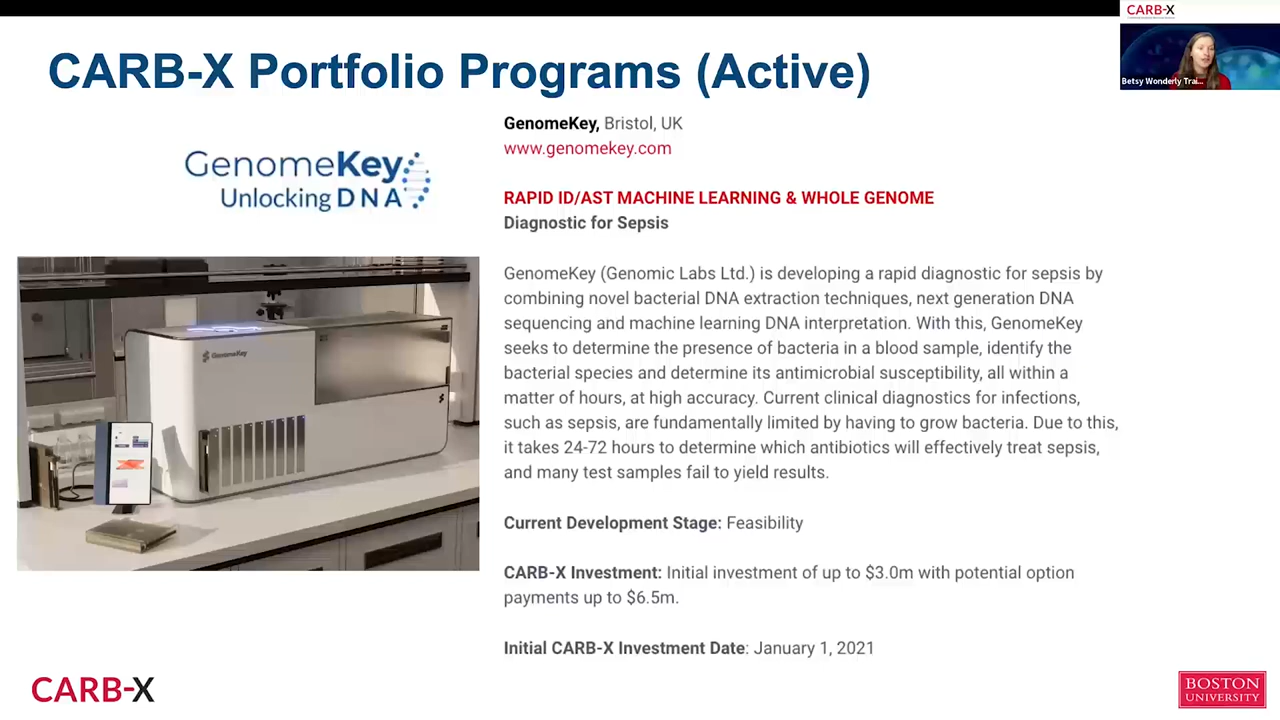 CARB-X
Betsy Wonderly Trai...
CARB-X Portfolio Programs (Active)
GenomeKey
Unlocking DNA
GenomeKey
GenomeKey, Bristol, UK
www.genomekey.com
RAPID ID/AST MACHINE LEARNING & WHOLE GENOME
Diagnostic for Sepsis
GenomeKey (Genomic Labs Ltd.) is developing a rapid diagnostic for sepsis by
combining novel bacterial DNA extraction techniques, next generation DNA
sequencing and machine learning DNA interpretation. With this, GenomeKey
seeks to determine the presence of bacteria in a blood sample, identify the
bacterial species and determine its antimicrobial susceptibility, all within a
matter of hours, at high accuracy. Current clinical diagnostics for infections,
such as sepsis, are fundamentally limited by having to grow bacteria. Due to this,
it takes 24-72 hours to determine which antibiotics will effectively treat sepsis,
and many test samples fail to yield results.
Current Development Stage: Feasibility
CARB-X Investment: Initial investment of up to $3.0m with potential option
payments up to $6.5m.
Initial CARB-X Investment Date: January 1, 2021
CARB-X
BOSTON
UNIVERSITY